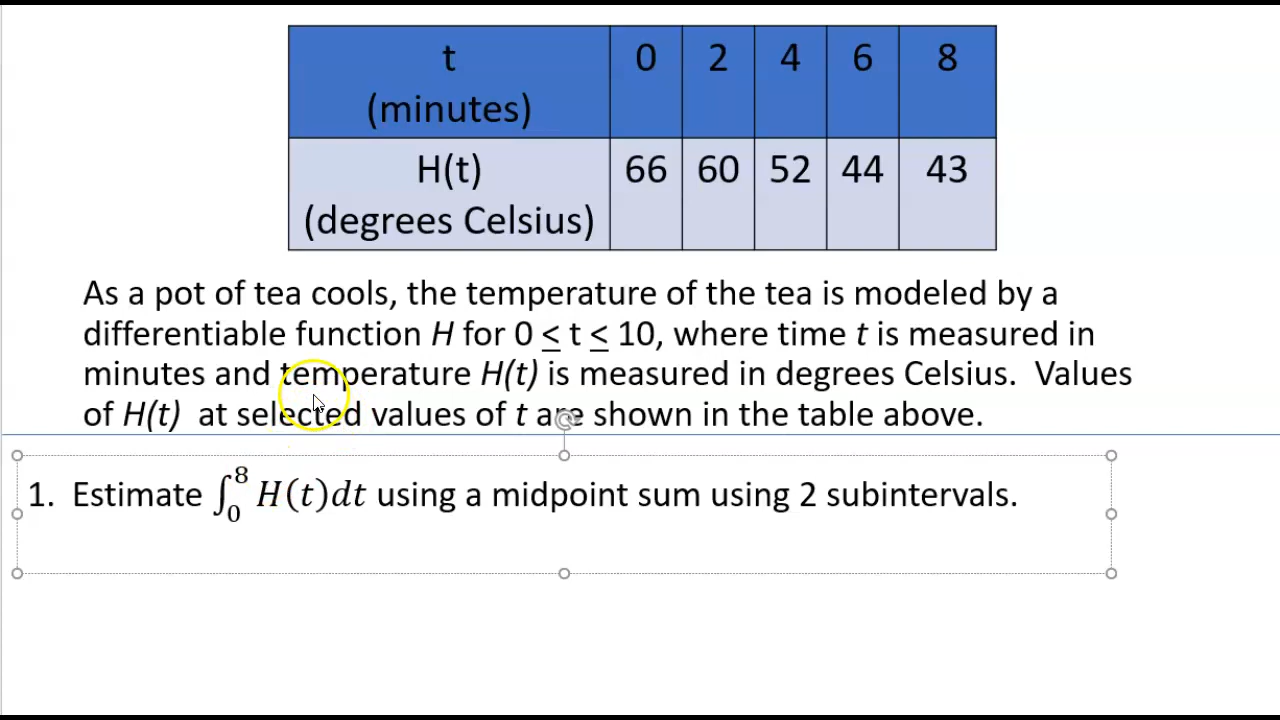 t 0 2 4 6 8
(minutes)
H(t) 66 60 52 44 43
(degrees Celsius)
As a pot of tea cools, the temperature of the tea is modeled by a
differentiable function H for 0 ≤ t ≤ 10, where time t is measured in
minutes and temperature H(t) is measured in degrees Celsius. Values
of H(t) at selected values of t are shown in the table above.
1. Estimate ∫₀⁸ H(t)dt using a midpoint sum using 2 subintervals.